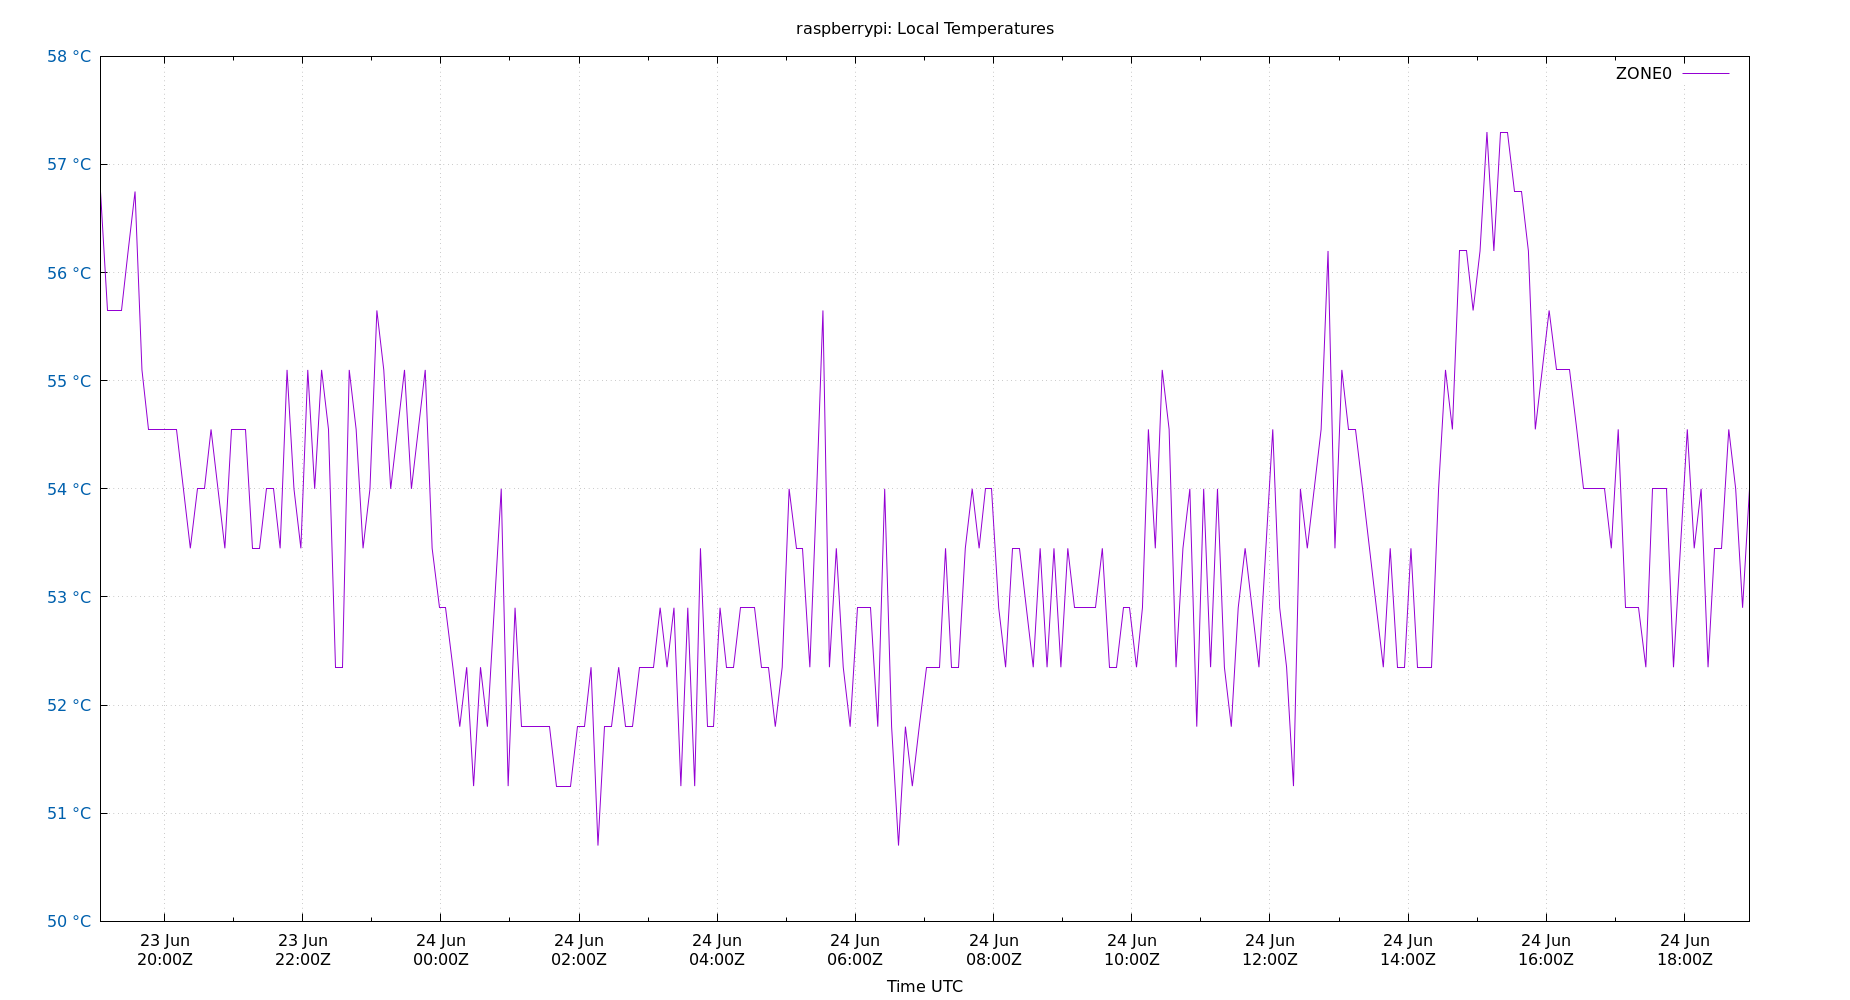 raspberrypi: Local Temperatures
58 °C
ZONE0
57 °C
56 °C
55 °C
54 °C
53 °C
52 °C
51 °C
50 °C
23 Jun 23 Jun 24 Jun 24 Jun 24 Jun 24 Jun 24 Jun 24 Jun 24 Jun 24 Jun 24 Jun 24 Jun
20:00Z 22:00Z 00:00Z 02:00Z 04:00Z 06:00Z 08:00Z 10:00Z 12:00Z 14:00Z 16:00Z 18:00Z
Time UTC